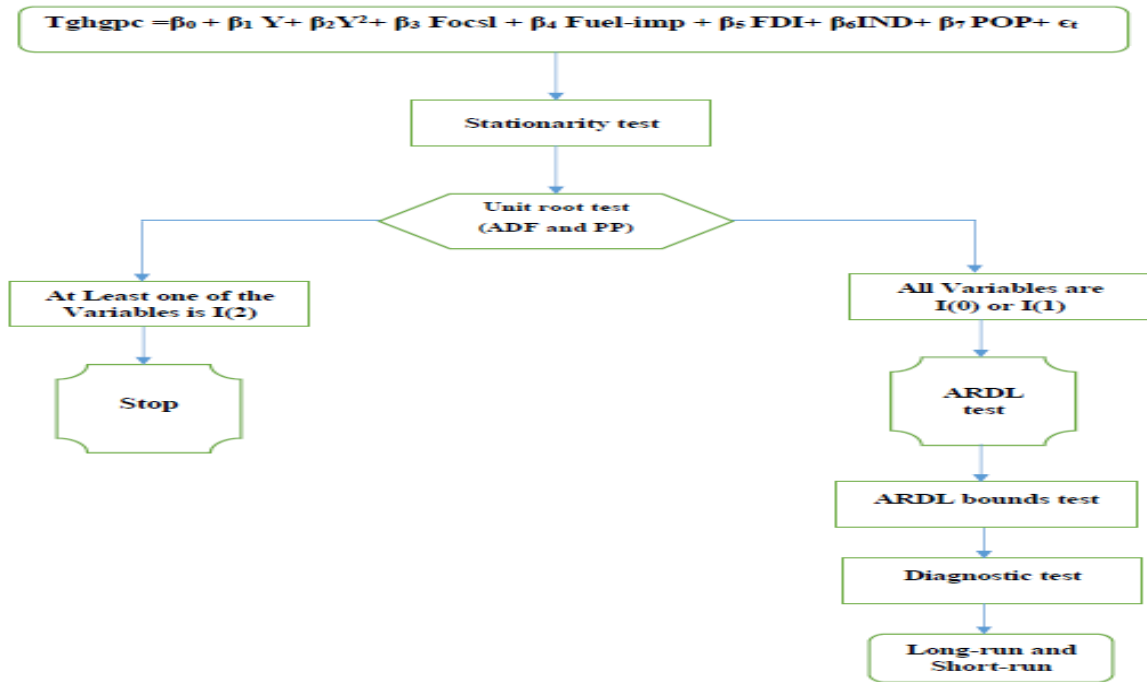 Tghgpc =β₀ + β₁ Y+ β₂Y²+ β₃ Focsl + β₄ Fuel-imp + β₅ FDI+ β₆IND+ β₇ POP+ ϵₜ
Stationarity test
Unit root test
(ADF and PP)
At Least one of the
Variables is I(2)
All Variables are
I(0) or I(1)
Stop
ARDL
test
ARDL bounds test
Diagnostic test
Long-run and
Short-run